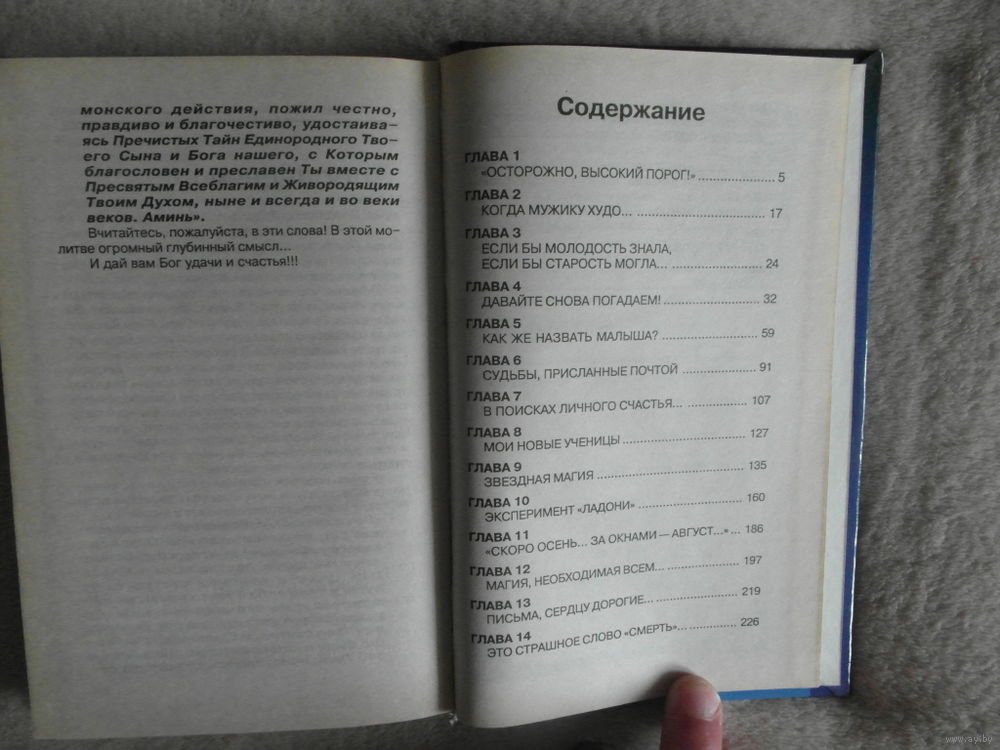 монского действия, пожил честно,
правдиво и благочестиво, удостаива-
ясь Пречистых Тайн Единородного Тво-
его Сына и Бога нашего, с Которым
благословен и преславен Ты вместе с
Пресвятым Всеблагим и Животородящим
Твоим Духом, ныне и всегда и во веки
веков. Аминь».
Вчитайтесь, пожалуйста, в эти слова! В этой мо-
литве огромный глубинный смысл...
И дай вам Бог удачи и счастья!!!
Содержание
ГЛАВА 1
«ОСТОРОЖНО, ВЫСОКИЙ ПОРОГ!» ..................... 5
ГЛАВА 2
КОГДА МУЖИКУ ХУДО... ..................... 17
ГЛАВА 3
ЕСЛИ БЫ МОЛОДОСТЬ ЗНАЛА,
ЕСЛИ БЫ СТАРОСТЬ МОГЛА... ..................... 24
ГЛАВА 4
ДАВАЙТЕ СНОВА ПОГАДАЕМ! ..................... 32
ГЛАВА 5
КАК ЖЕ НАЗВАТЬ МАЛЫША? ..................... 59
ГЛАВА 6
СУДЬБЫ, ПРИСЛАННЫЕ ПОЧТОЙ ..................... 91
ГЛАВА 7
В ПОИСКАХ ЛИЧНОГО СЧАСТЬЯ... ................ 107
ГЛАВА 8
МОИ НОВЫЕ УЧЕНИЦЫ ..................... 127
ГЛАВА 9
ЗВЕЗДНАЯ МАГИЯ ..................... 135
ГЛАВА 10
ЭКСПЕРИМЕНТ «ЛАДОНИ» ..................... 160
ГЛАВА 11
«СКОРО ОСЕНЬ... ЗА ОКНАМИ — АВГУСТ...» ... 186
ГЛАВА 12
МАГИЯ, НЕОБХОДИМАЯ ВСЕМ... ................... 197
ГЛАВА 13
ПИСЬМА, СЕРДЦУ ДОРОГИЕ... ..................... 219
ГЛАВА 14
ЭТО СТРАШНОЕ СЛОВО «СМЕРТЬ»... ............. 226
www.ay.by